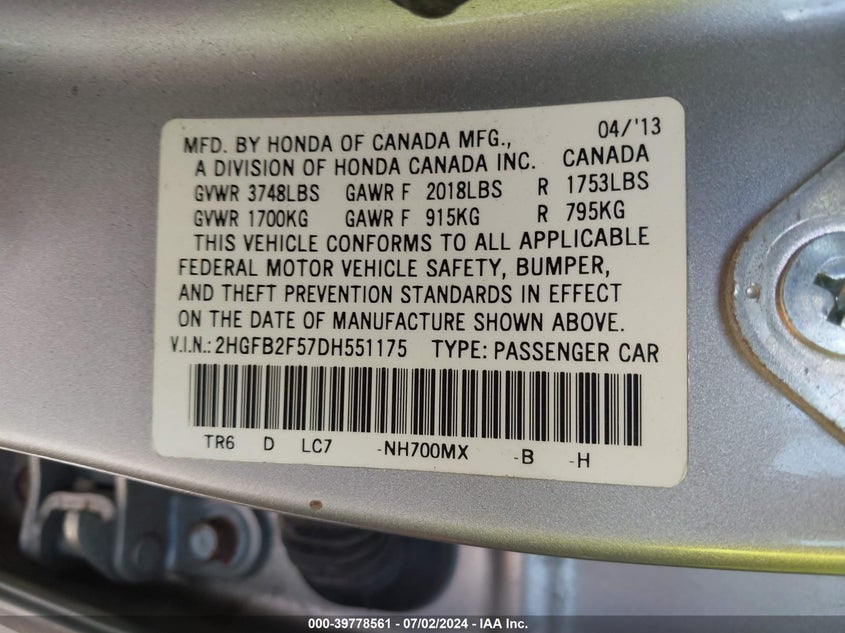 MFD. BY HONDA OF CANADA MFG., 04/'13
A DIVISION OF HONDA CANADA INC. CANADA
GVWR 3748LBS GAWR F 2018LBS R 1753LBS
GVWR 1700KG GAWR F 915KG R 795KG
THIS VEHICLE CONFORMS TO ALL APPLICABLE
FEDERAL MOTOR VEHICLE SAFETY, BUMPER,
AND THEFT PREVENTION STANDARDS IN EFFECT
ON THE DATE OF MANUFACTURE SHOWN ABOVE.
V.I.N.: 2HGFB2F57DH551175 TYPE: PASSENGER CAR
TR6 D LC7 -NH700MX -B -H
000-39778561 - 07/02/2024 - IAA Inc.